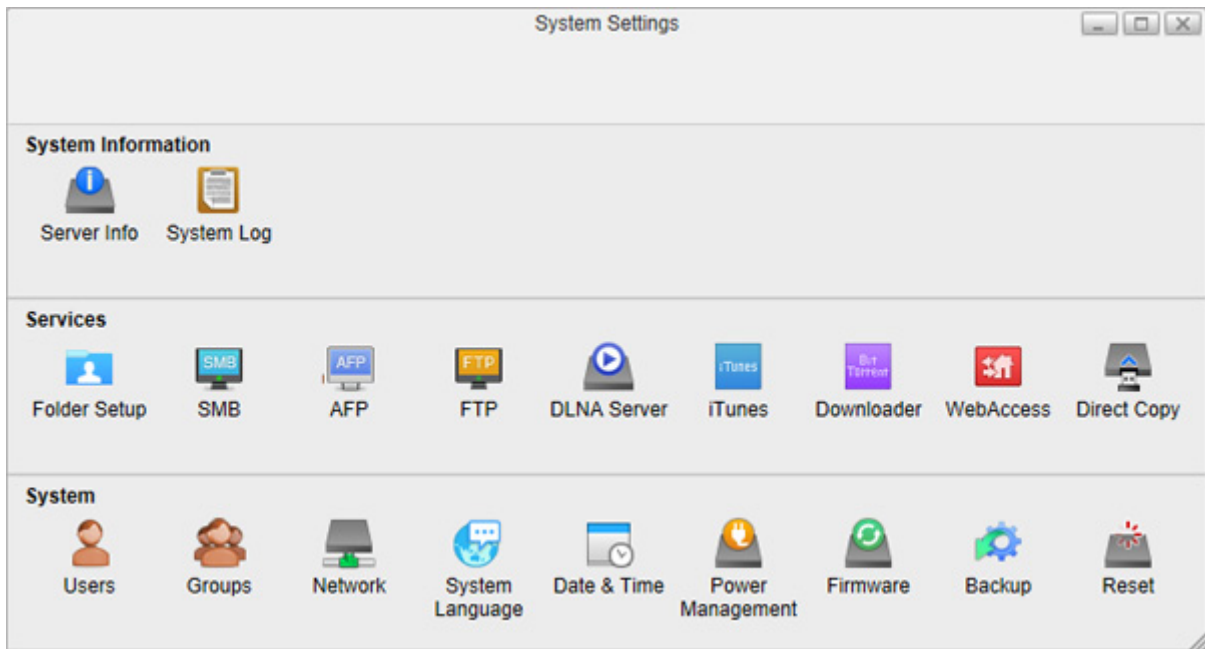 System Settings
System Information
Server Info System Log
Services
SMB AFP FTP iTunes Bit
Torrent
Folder Setup SMB AFP FTP DLNA Server iTunes Downloader WebAccess Direct Copy
System
Users Groups Network System Language Date & Time Power Management Firmware Backup Reset